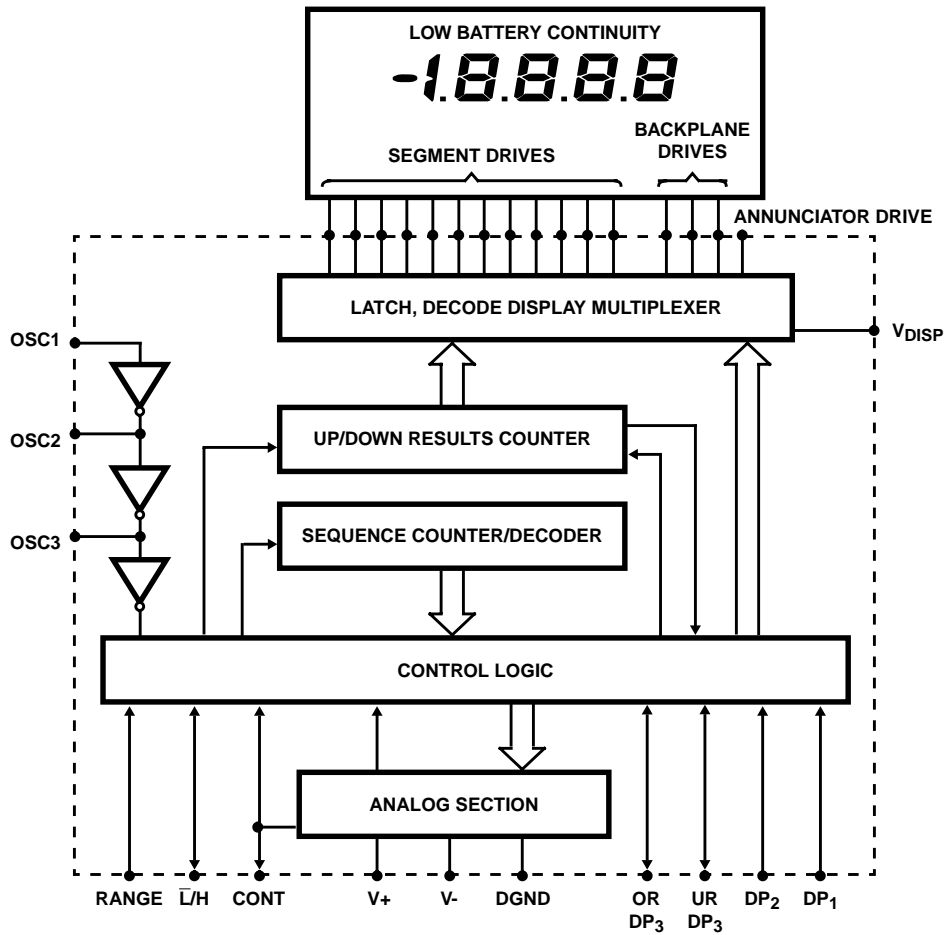 LOW BATTERY CONTINUITY
-1.8.8.8.8
SEGMENT DRIVES
BACKPLANE
DRIVES
ANNUNCIATOR DRIVE
LATCH, DECODE DISPLAY MULTIPLEXER
VDISP
OSC1
OSC2
OSC3
UP/DOWN RESULTS COUNTER
SEQUENCE COUNTER/DECODER
CONTROL LOGIC
ANALOG SECTION
RANGE L̅/H CONT V+ V- DGND OR UR DP2 DP1
DP3 DP3